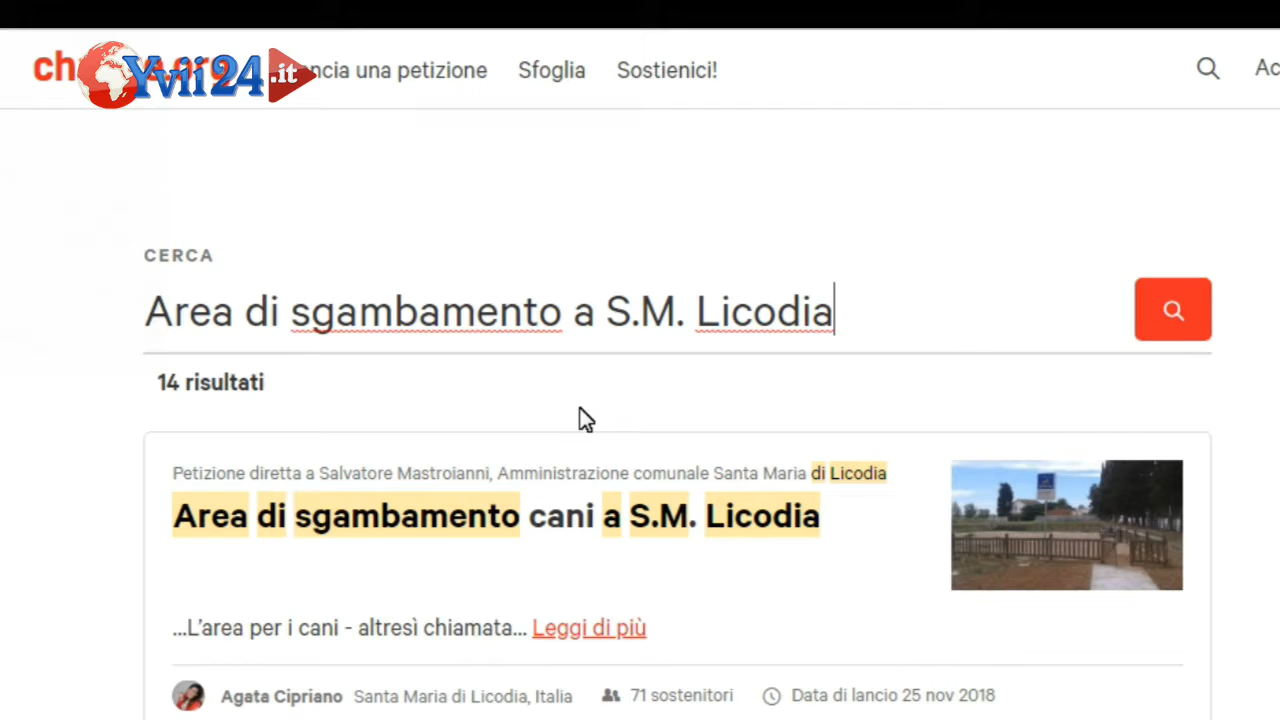 Yvii24.it
ncia una petizione Sfoglia Sostienici! Ac
CERCA
Area di sgambamento a S.M. Licodia
14 risultati
Petizione diretta a Salvatore Mastroianni, Amministrazione comunale Santa Maria di Licodia
Area di sgambamento cani a S.M. Licodia
...L'area per i cani - altresì chiamata... Leggi di più
Agata Cipriano Santa Maria di Licodia, Italia 71 sostenitori Data di lancio 25 nov 2018